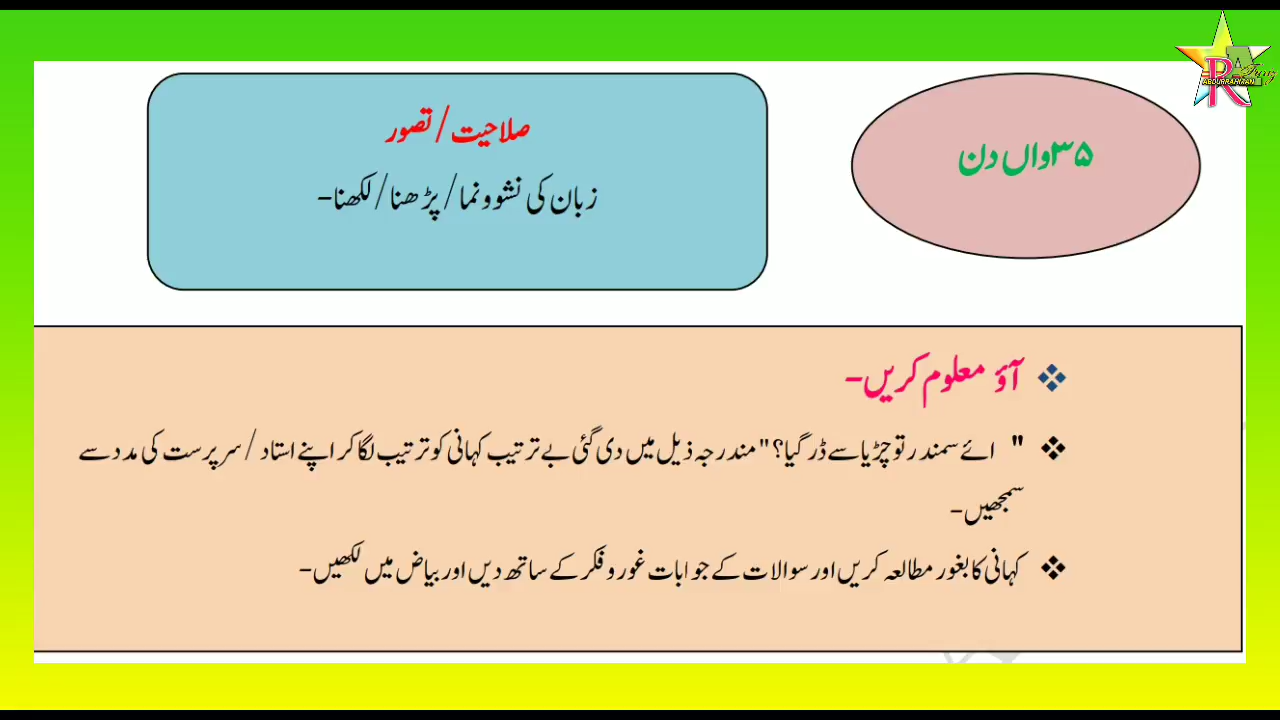 ۳۵واں دن
صلاحیت/تصور
زبان کی نشوونما/پڑھنا/لکھنا-
آؤ معلوم کریں-
" ائے سمندر تو چڑیا سے ڈر گیا؟" مندرجہ ذیل میں دی گئی بے ترتیب کہانی کو ترتیب لگا کر اپنے استاد /سرپرست کی مدد سے
سمجھیں-
کہانی کا بغور مطالعہ کریں اور سوالات کے جوابات غور و فکر کے ساتھ دیں اور بیاض میں لکھیں-
R
ABDURRAHMAN